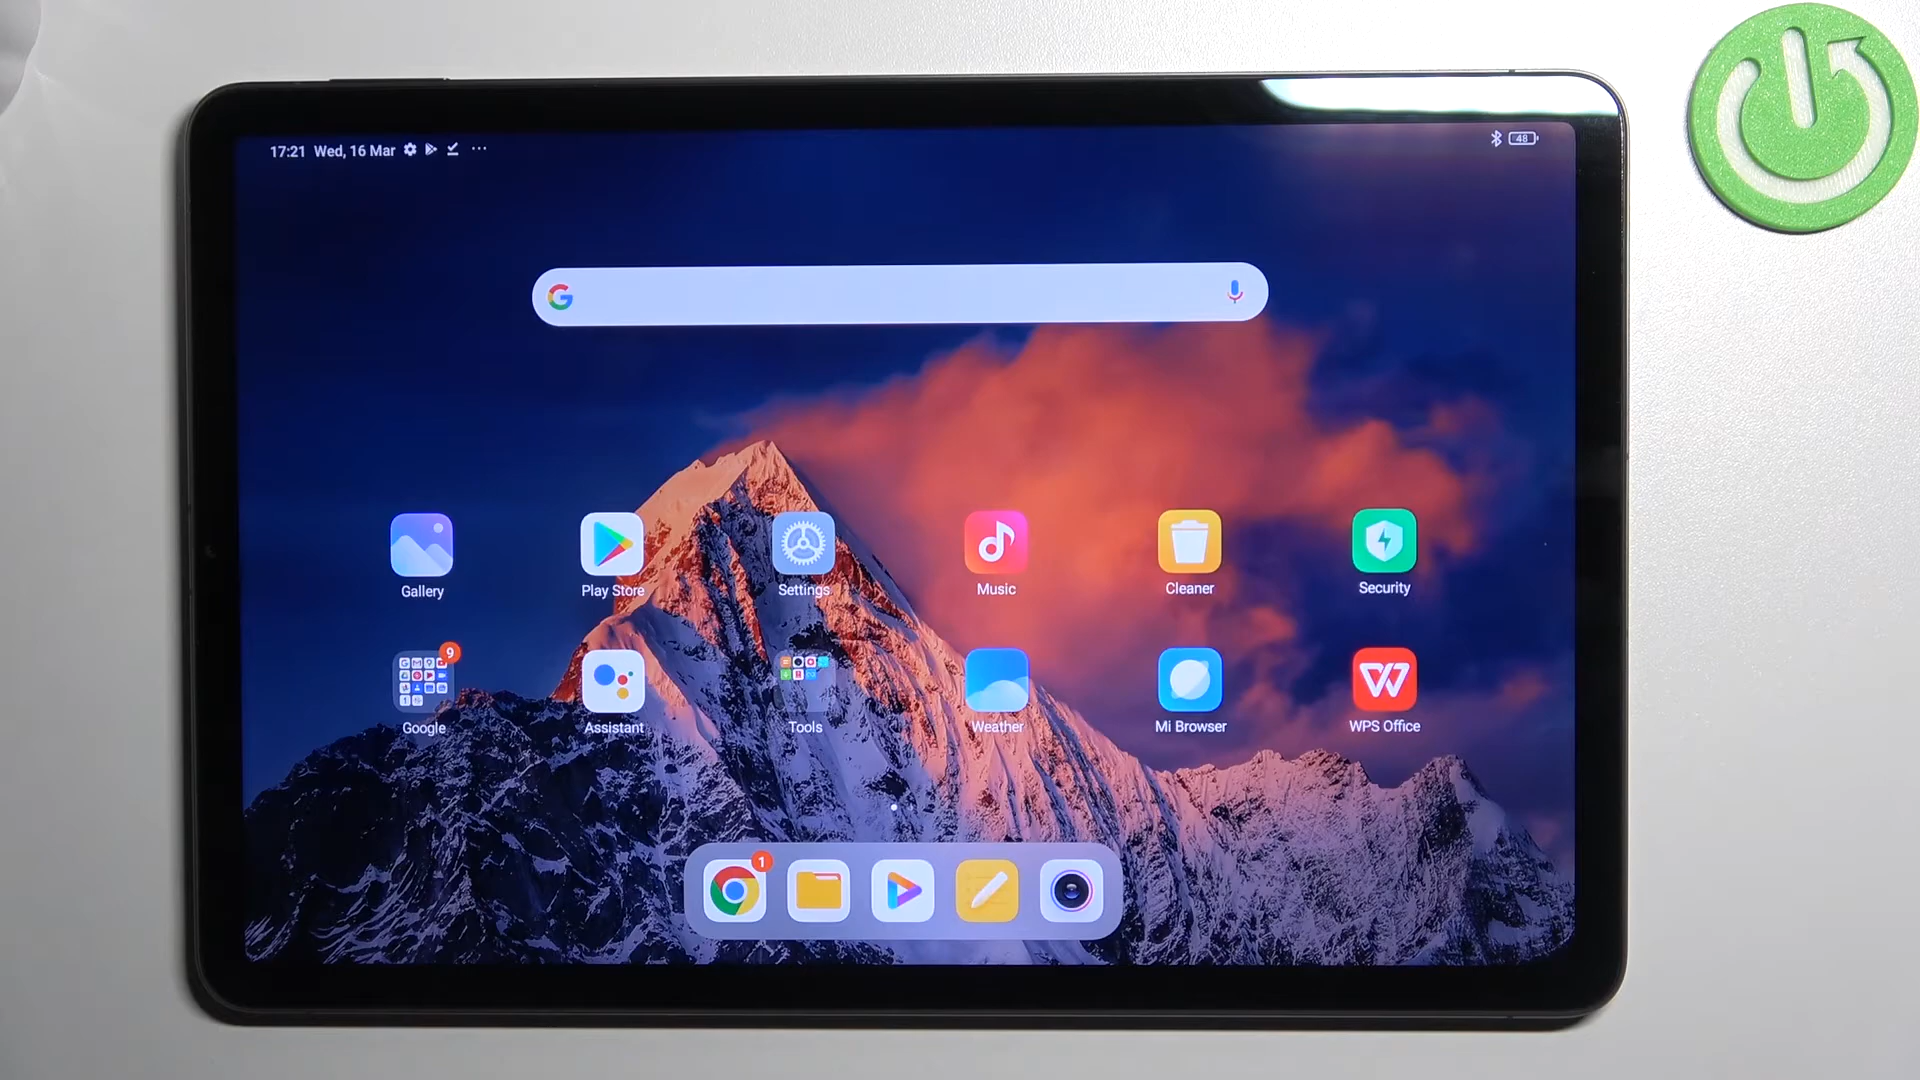 17:21 Wed, 16 Mar
48
Gallery
Play Store
Settings
Music
Cleaner
Security
9
Google
Assistant
Tools
Weather
Mi Browser
WPS Office
1